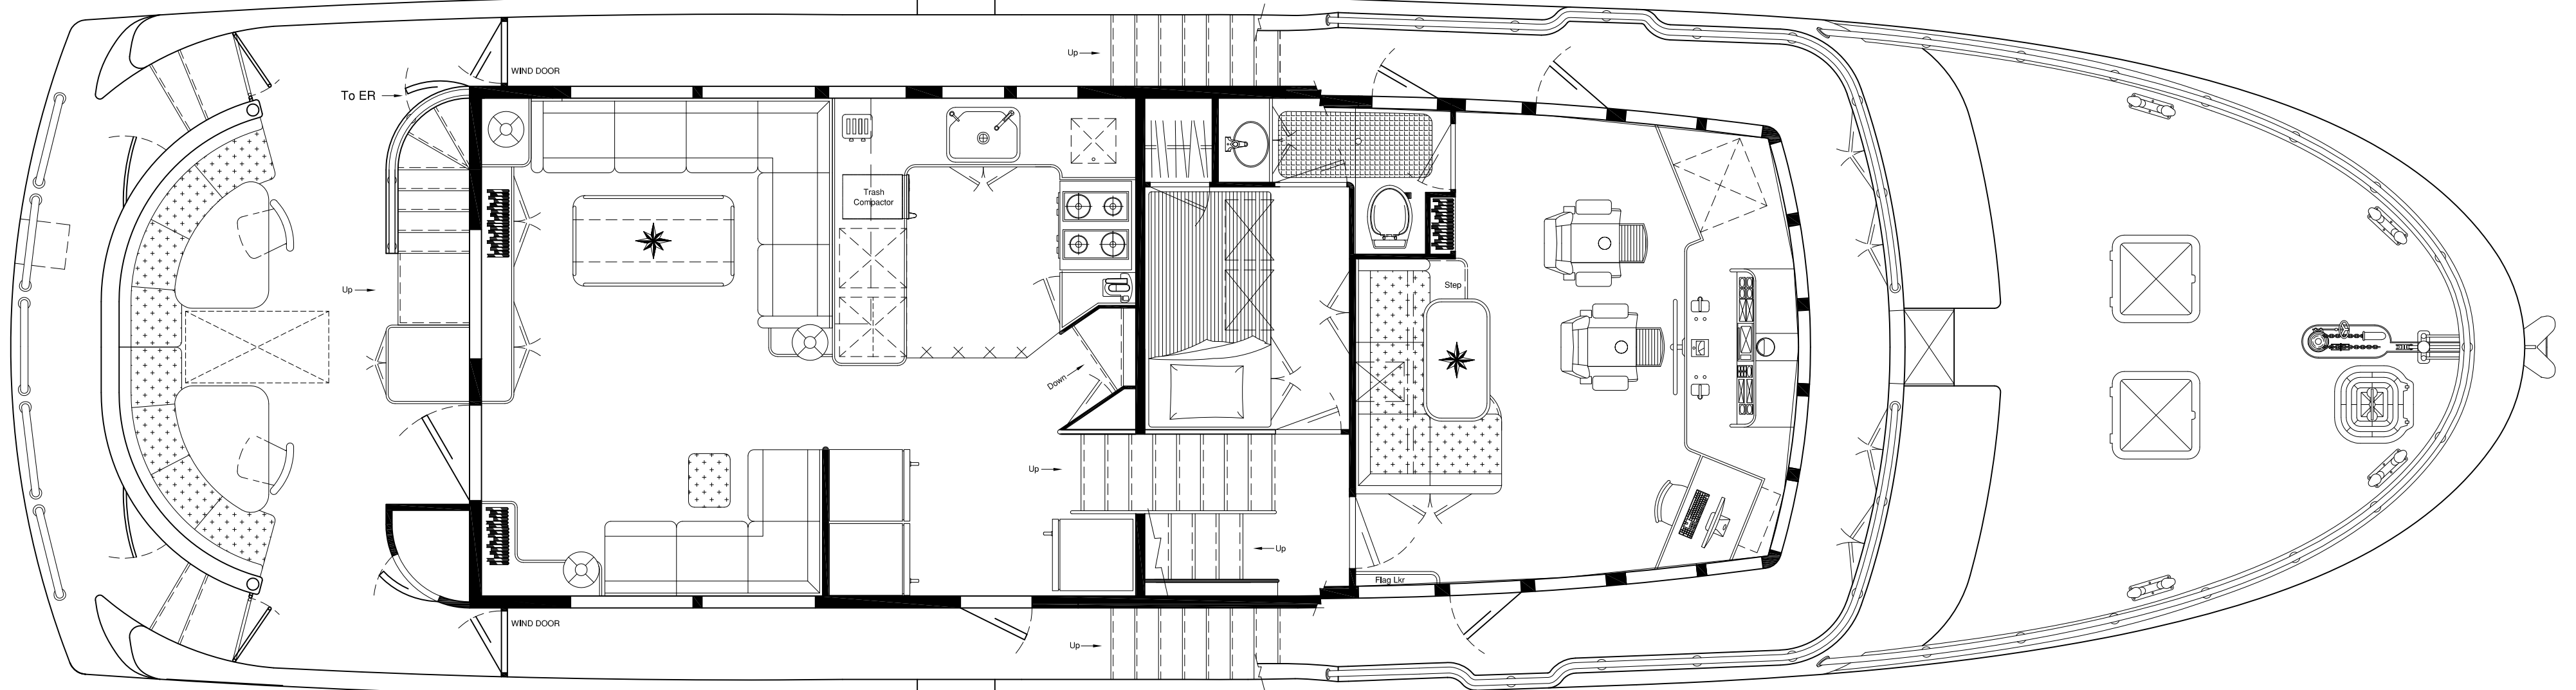 Up
WIND DOOR
To ER
Trash
Compactor
Step
Up
Down
Up
Up
Flag Lkr
WIND DOOR
Up